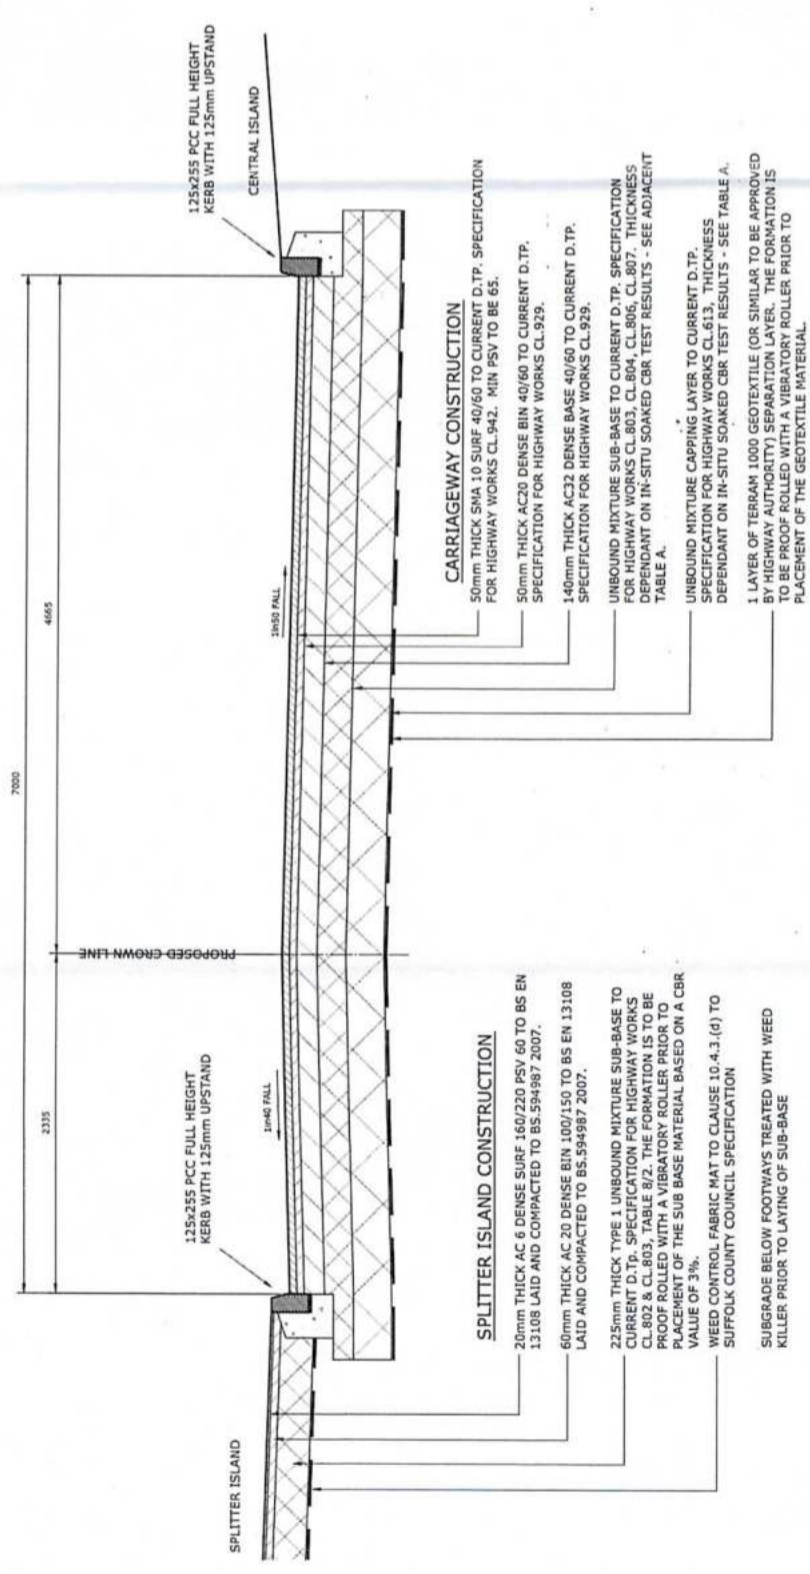 7000
2335
4665
125x255 PCC FULL HEIGHT
KERB WITH 125mm UPSTAND
125x255 PCC FULL HEIGHT
KERB WITH 125mm UPSTAND
SPLITTER ISLAND
CENTRAL ISLAND
1in40 FALL
PROPOSED CROWN LINE
1in50 FALL
SPLITTER ISLAND CONSTRUCTION
20mm THICK AC 6 DENSE SURF 160/220 PSV 60 TO BS EN
13108 LAID AND COMPACTED TO BS.594987 2007.
60mm THICK AC 20 DENSE BIN 100/150 TO BS EN 13108
LAID AND COMPACTED TO BS.594987 2007.
225mm THICK TYPE 1 UNBOUND MIXTURE SUB-BASE TO
CURRENT D.Tp. SPECIFICATION FOR HIGHWAY WORKS
CL.802 & CL.803, TABLE 8/2. THE FORMATION IS TO BE
PROOF ROLLED WITH A VIBRATORY ROLLER PRIOR TO
PLACEMENT OF THE SUB BASE MATERIAL BASED ON A CBR
VALUE OF 3%.
WEED CONTROL FABRIC MAT TO CLAUSE 10.4.3.(d) TO
SUFFOLK COUNTY COUNCIL SPECIFICATION
SUBGRADE BELOW FOOTWAYS TREATED WITH WEED
KILLER PRIOR TO LAYING OF SUB-BASE
CARRIAGEWAY CONSTRUCTION
50mm THICK SMA 10 SURF 40/60 TO CURRENT D.TP. SPECIFICATION
FOR HIGHWAY WORKS CL.942. MIN PSV TO BE 65.
50mm THICK AC20 DENSE BIN 40/60 TO CURRENT D.TP.
SPECIFICATION FOR HIGHWAY WORKS CL.929.
140mm THICK AC32 DENSE BASE 40/60 TO CURRENT D.TP.
SPECIFICATION FOR HIGHWAY WORKS CL.929.
UNBOUND MIXTURE SUB-BASE TO CURRENT D.TP. SPECIFICATION
FOR HIGHWAY WORKS CL.803, CL.804, CL.806, CL.807. THICKNESS
DEPENDANT ON IN-SITU SOAKED CBR TEST RESULTS - SEE ADJACENT
TABLE A.
UNBOUND MIXTURE CAPPING LAYER TO CURRENT D.TP.
SPECIFICATION FOR HIGHWAY WORKS CL.613, THICKNESS
DEPENDANT ON IN-SITU SOAKED CBR TEST RESULTS - SEE TABLE A.
1 LAYER OF TERRAM 1000 GEOTEXTILE (OR SIMILAR TO BE APPROVED
BY HIGHWAY AUTHORITY) SEPARATION LAYER. THE FORMATION IS
TO BE PROOF ROLLED WITH A VIBRATORY ROLLER PRIOR TO
PLACEMENT OF THE GEOTEXTILE MATERIAL.